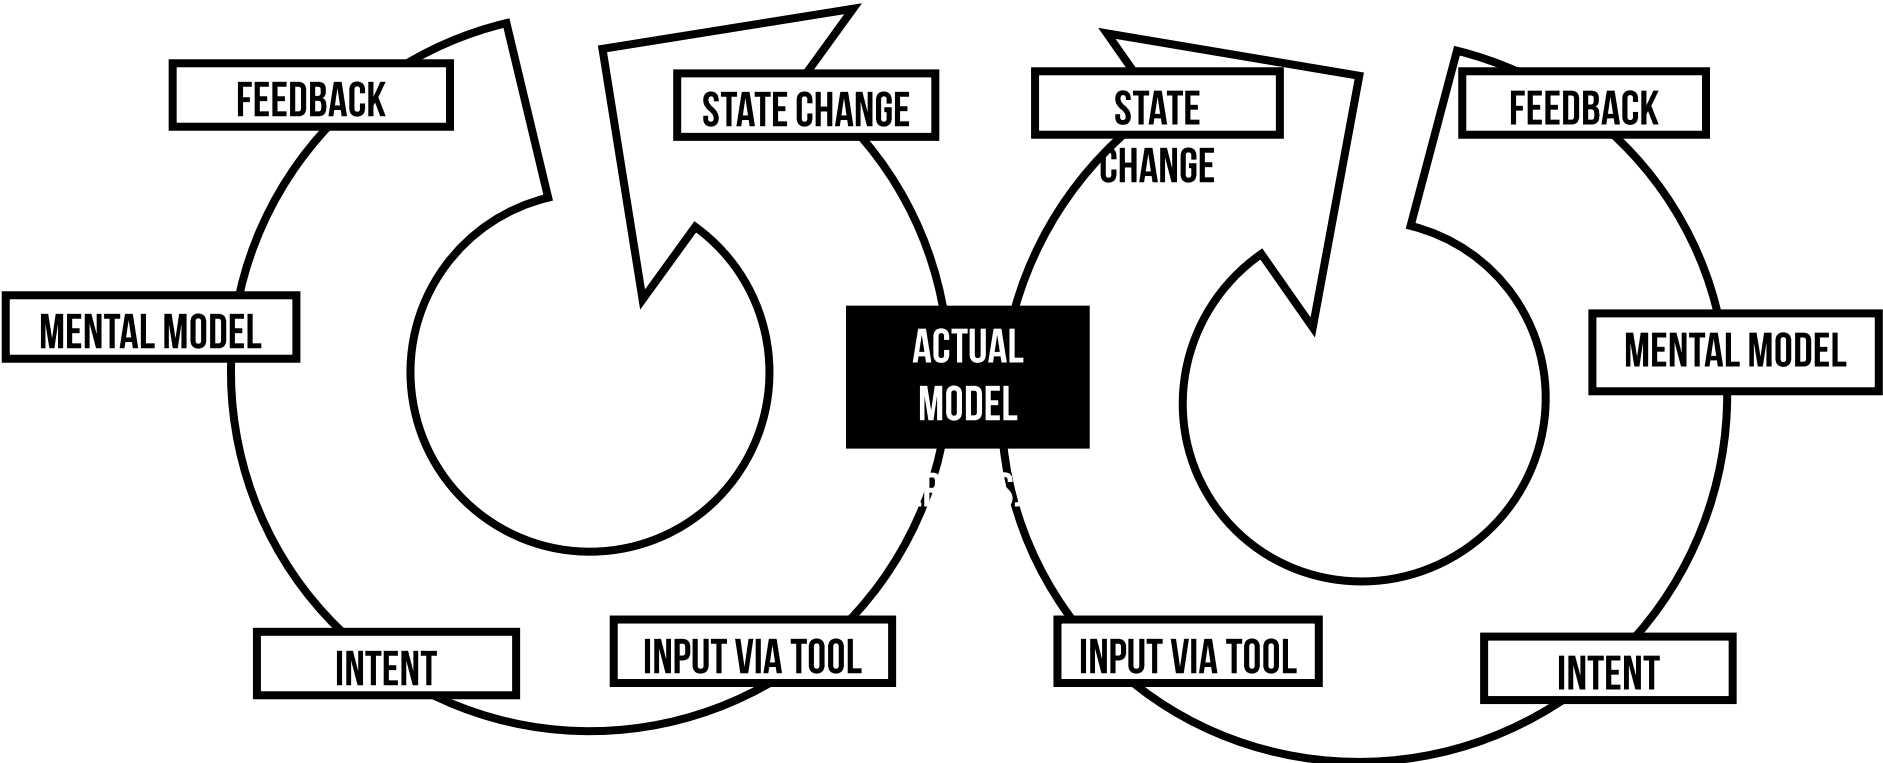 FEEDBACK
STATE CHANGE
STATE
CHANGE
FEEDBACK
MENTAL MODEL
ACTUAL
MODEL
MENTAL MODEL
INTENT
INPUT VIA TOOL
INPUT VIA TOOL
INTENT